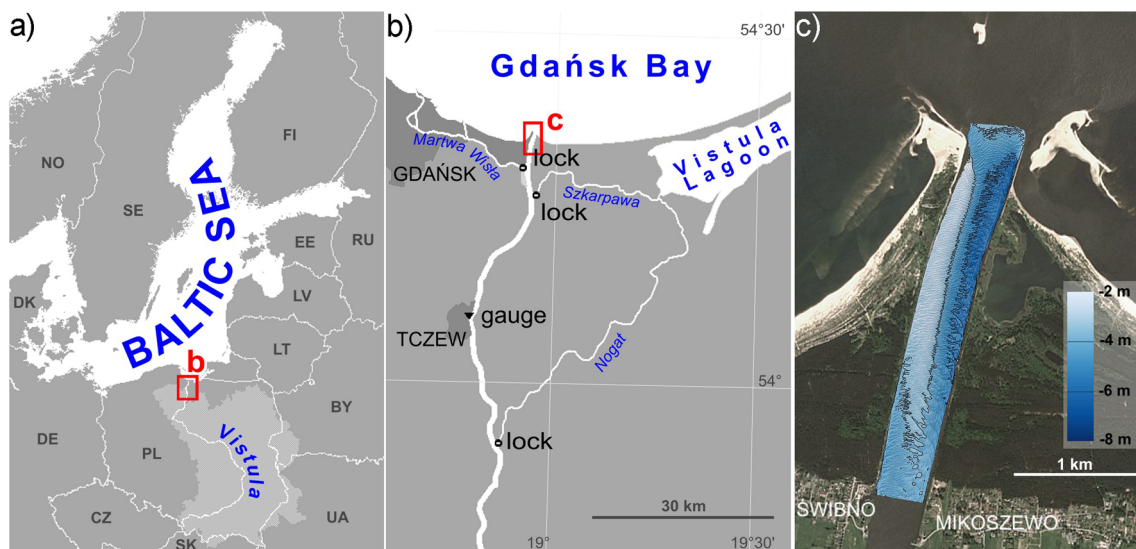 a)
NO
FI
SE
BALTIC SEA
EE
RU
LV
DK
LT
b
BY
DE
PL
Vistula
CZ
UA
SK
b)
54°30'
Gdańsk Bay
c
Martwa Wisła
lock
GDAŃSK
Vistula
Lagoon
Szkarpawa
lock
gauge
TCZEW
Nogat
54°
lock
30 km
19°
19°30'
c)
-2 m
-4 m
-6 m
-8 m
1 km
ŚWIBNO
MIKOSZEWO